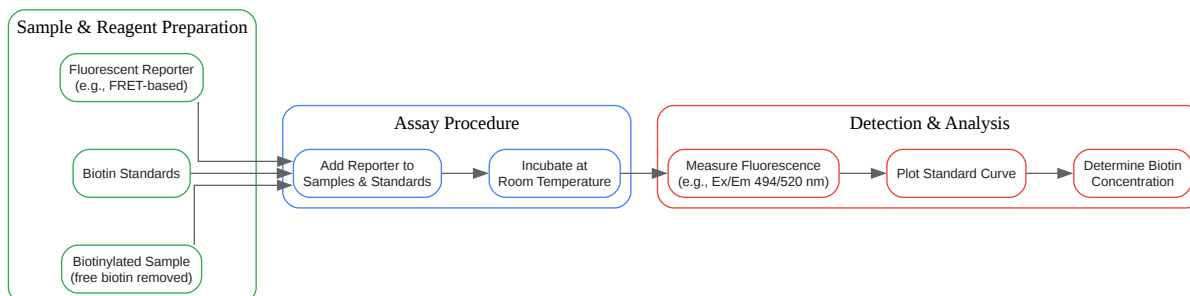 Sample & Reagent Preparation
Fluorescent Reporter
(e.g., FRET-based)
Biotin Standards
Biotinylated Sample
(free biotin removed)
Assay Procedure
Add Reporter to
Samples & Standards
Incubate at
Room Temperature
Detection & Analysis
Measure Fluorescence
(e.g., Ex/Em 494/520 nm)
Plot Standard Curve
Determine Biotin
Concentration